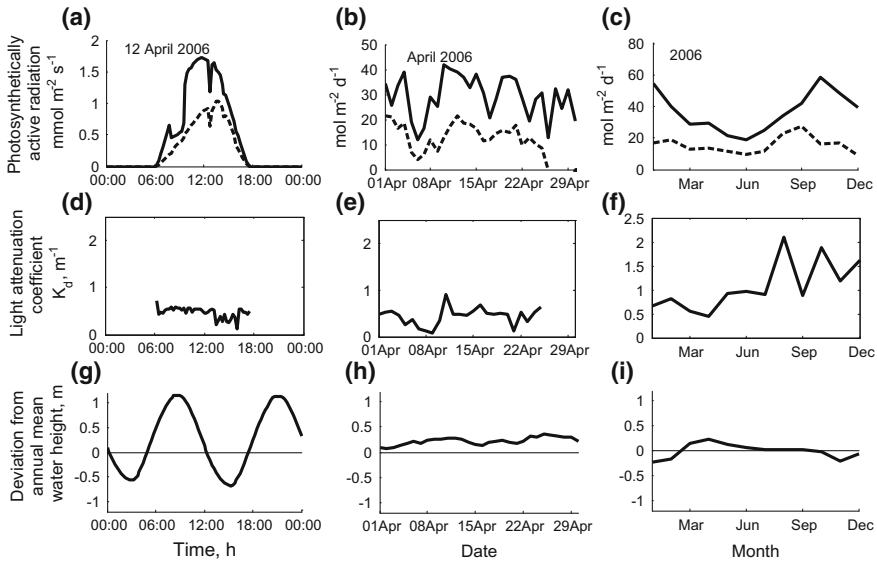 (a)
(b)
(c)
Photosynthetically
active radiation
mmol m-2 s-1
2
1.5
1
0.5
0
12 April 2006
00:00 06:00 12:00 18:00 00:00
mol m-2 d-1
50
40
30
20
10
0
April 2006
01Apr 08Apr 15Apr 22Apr 29Apr
mol m-2 d-1
80
60
40
20
0
2006
Mar Jun Sep Dec
(d)
(e)
(f)
Light attenuation
coefficient
Kd, m-1
2
1
0
00:00 06:00 12:00 18:00 00:00
2
1
0
01Apr 08Apr 15Apr 22Apr 29Apr
2.5
2
1.5
1
0.5
0
Mar Jun Sep Dec
(g)
(h)
(i)
Deviation from
annual mean
water height, m
1
0.5
0
-0.5
-1
00:00 06:00 12:00 18:00 00:00
Time, h
1
0.5
0
-0.5
-1
01Apr 08Apr 15Apr 22Apr 29Apr
Date
1
0.5
0
-0.5
-1
Mar Jun Sep Dec
Month